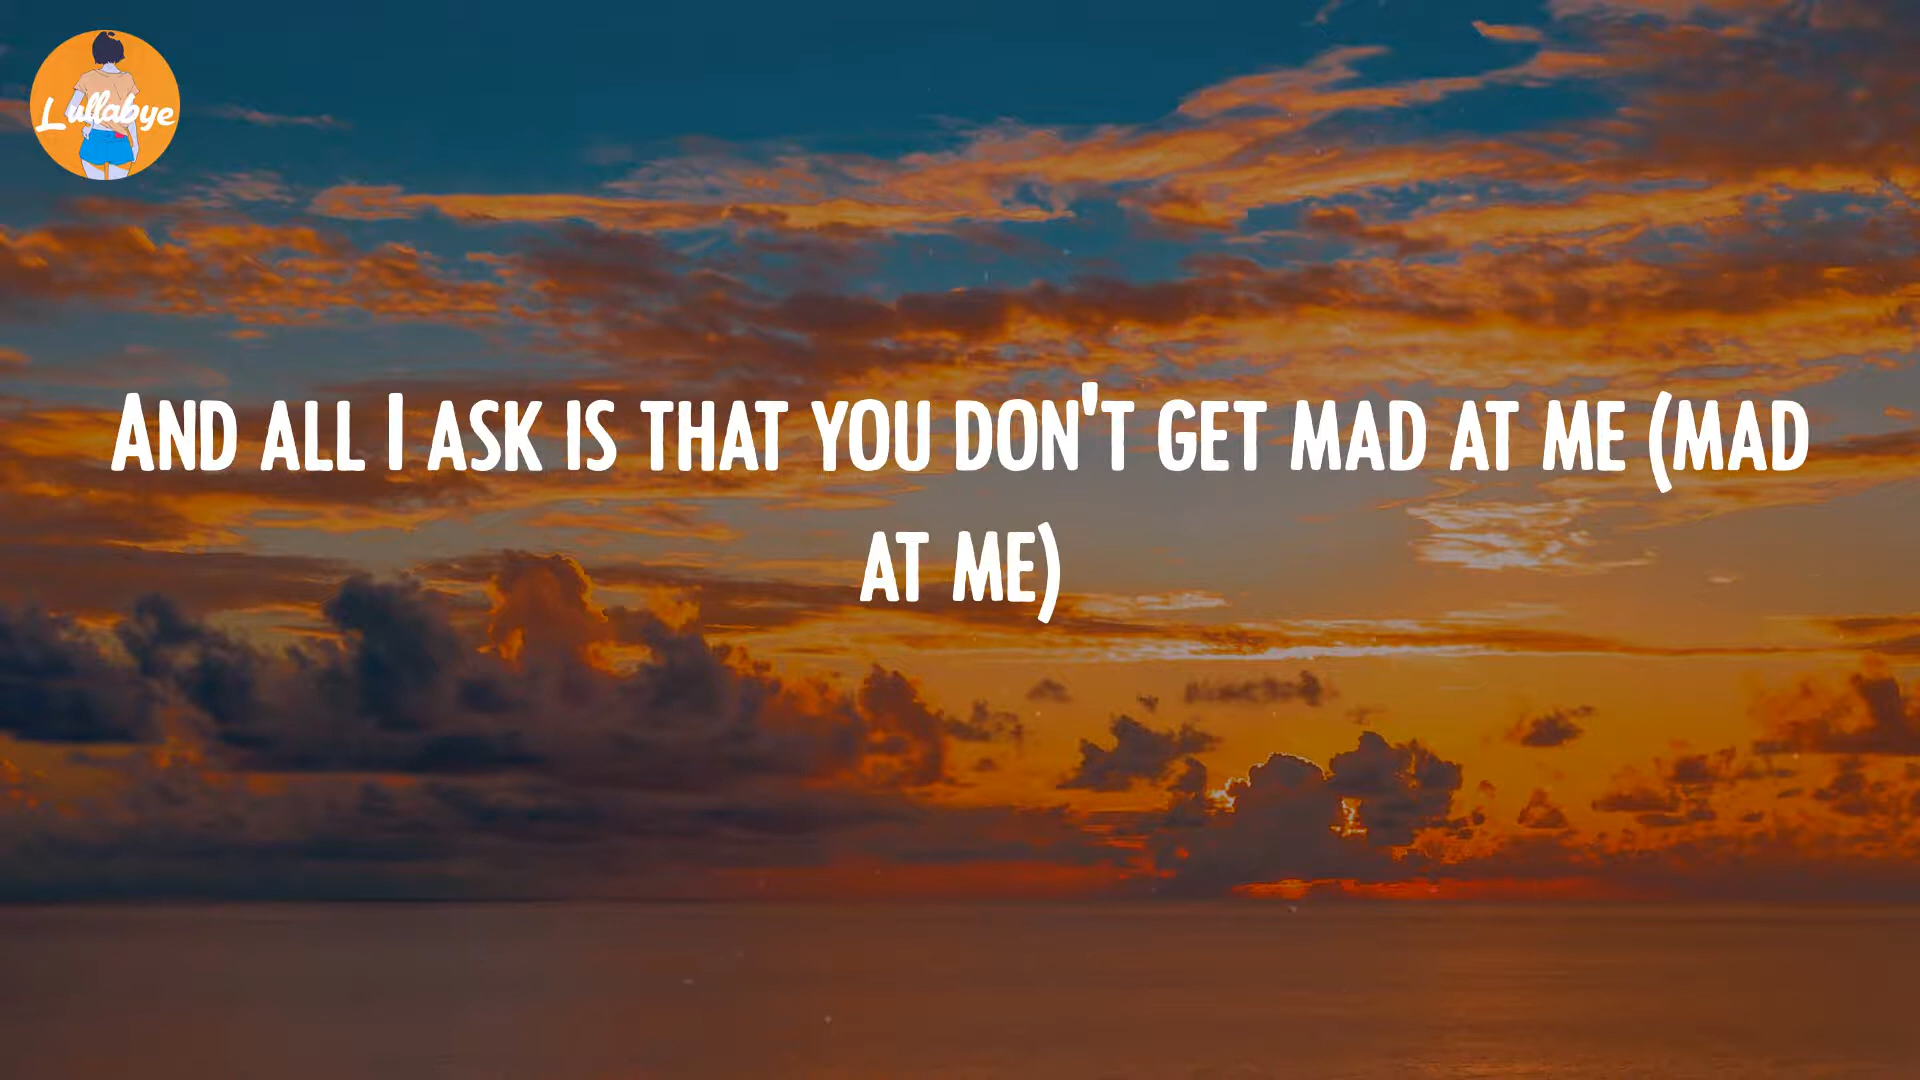 Lullabye
AND ALL I ASK IS THAT YOU DON'T GET MAD AT ME (MAD
AT ME)